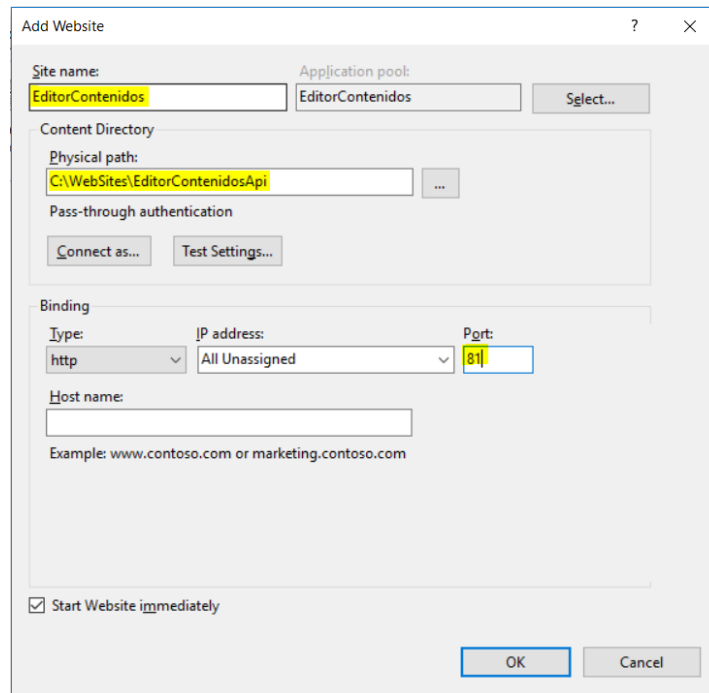 Add Website
?
Site name:
Application pool:
EditorContenidos
EditorContenidos
Select...
Content Directory
Physical path:
C:\WebSites\EditorContenidosApi
...
Pass-through authentication
Connect as...
Test Settings...
Binding
Type:
IP address:
Port:
http
All Unassigned
81
Host name:
Example: www.contoso.com or marketing.contoso.com
Start Website immediately
OK
Cancel